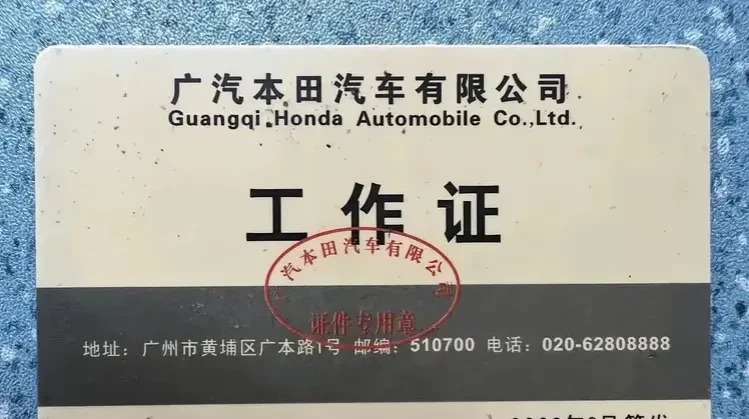 广汽本田汽车有限公司
Guangqi Honda Automobile Co.,Ltd.
工作证
广汽本田汽车有限公司
证件专用章
地址：广州市黄埔区广本路1号 邮编：510700 电话：020-62808888